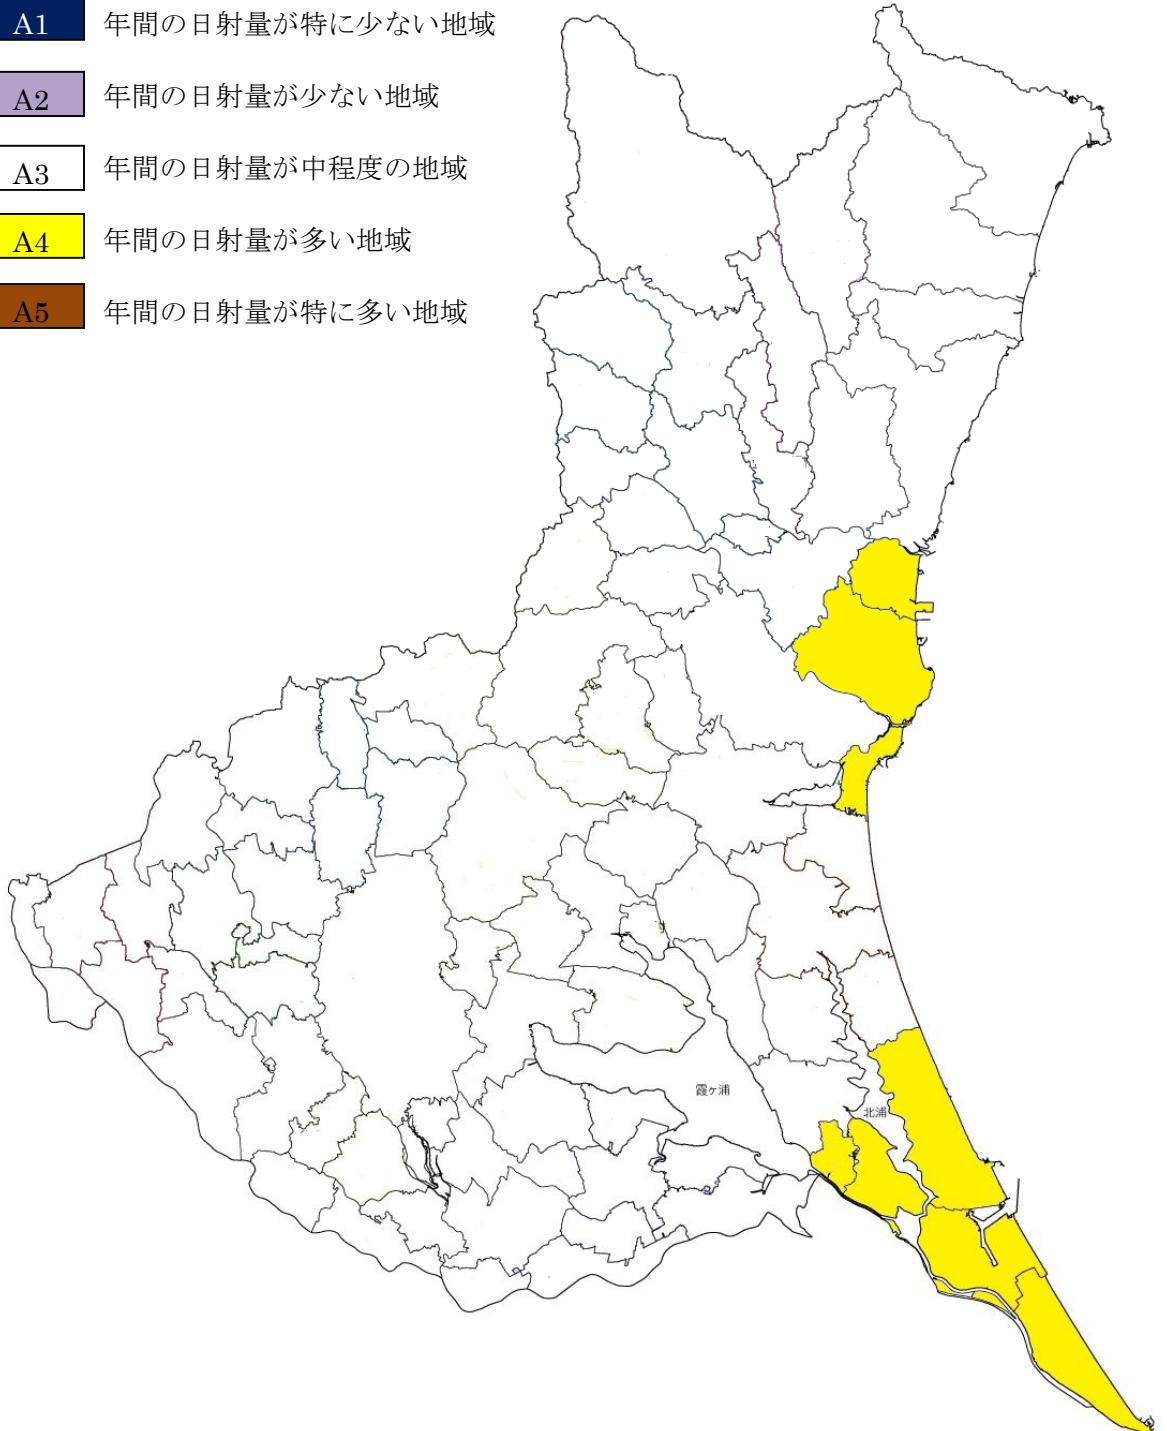 A1 年間の日射量が特に少ない地域
A2 年間の日射量が少ない地域
A3 年間の日射量が中程度の地域
A4 年間の日射量が多い地域
A5 年間の日射量が特に多い地域
霞ヶ浦
北浦